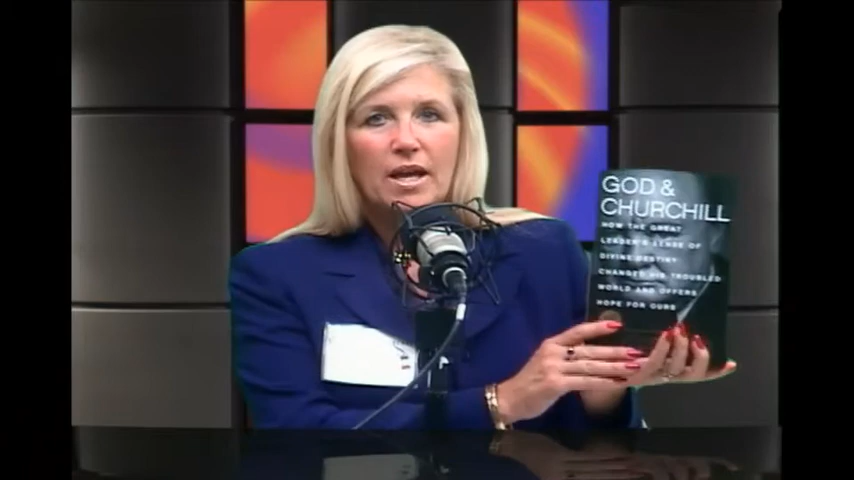 GOD &
CHURCHILL
HOW THE GREAT
LEADER'S SENSE OF
DIVINE DESTINY
CHANGED HIS TROUBLED
WORLD AND OFFERS
HOPE FOR OURS